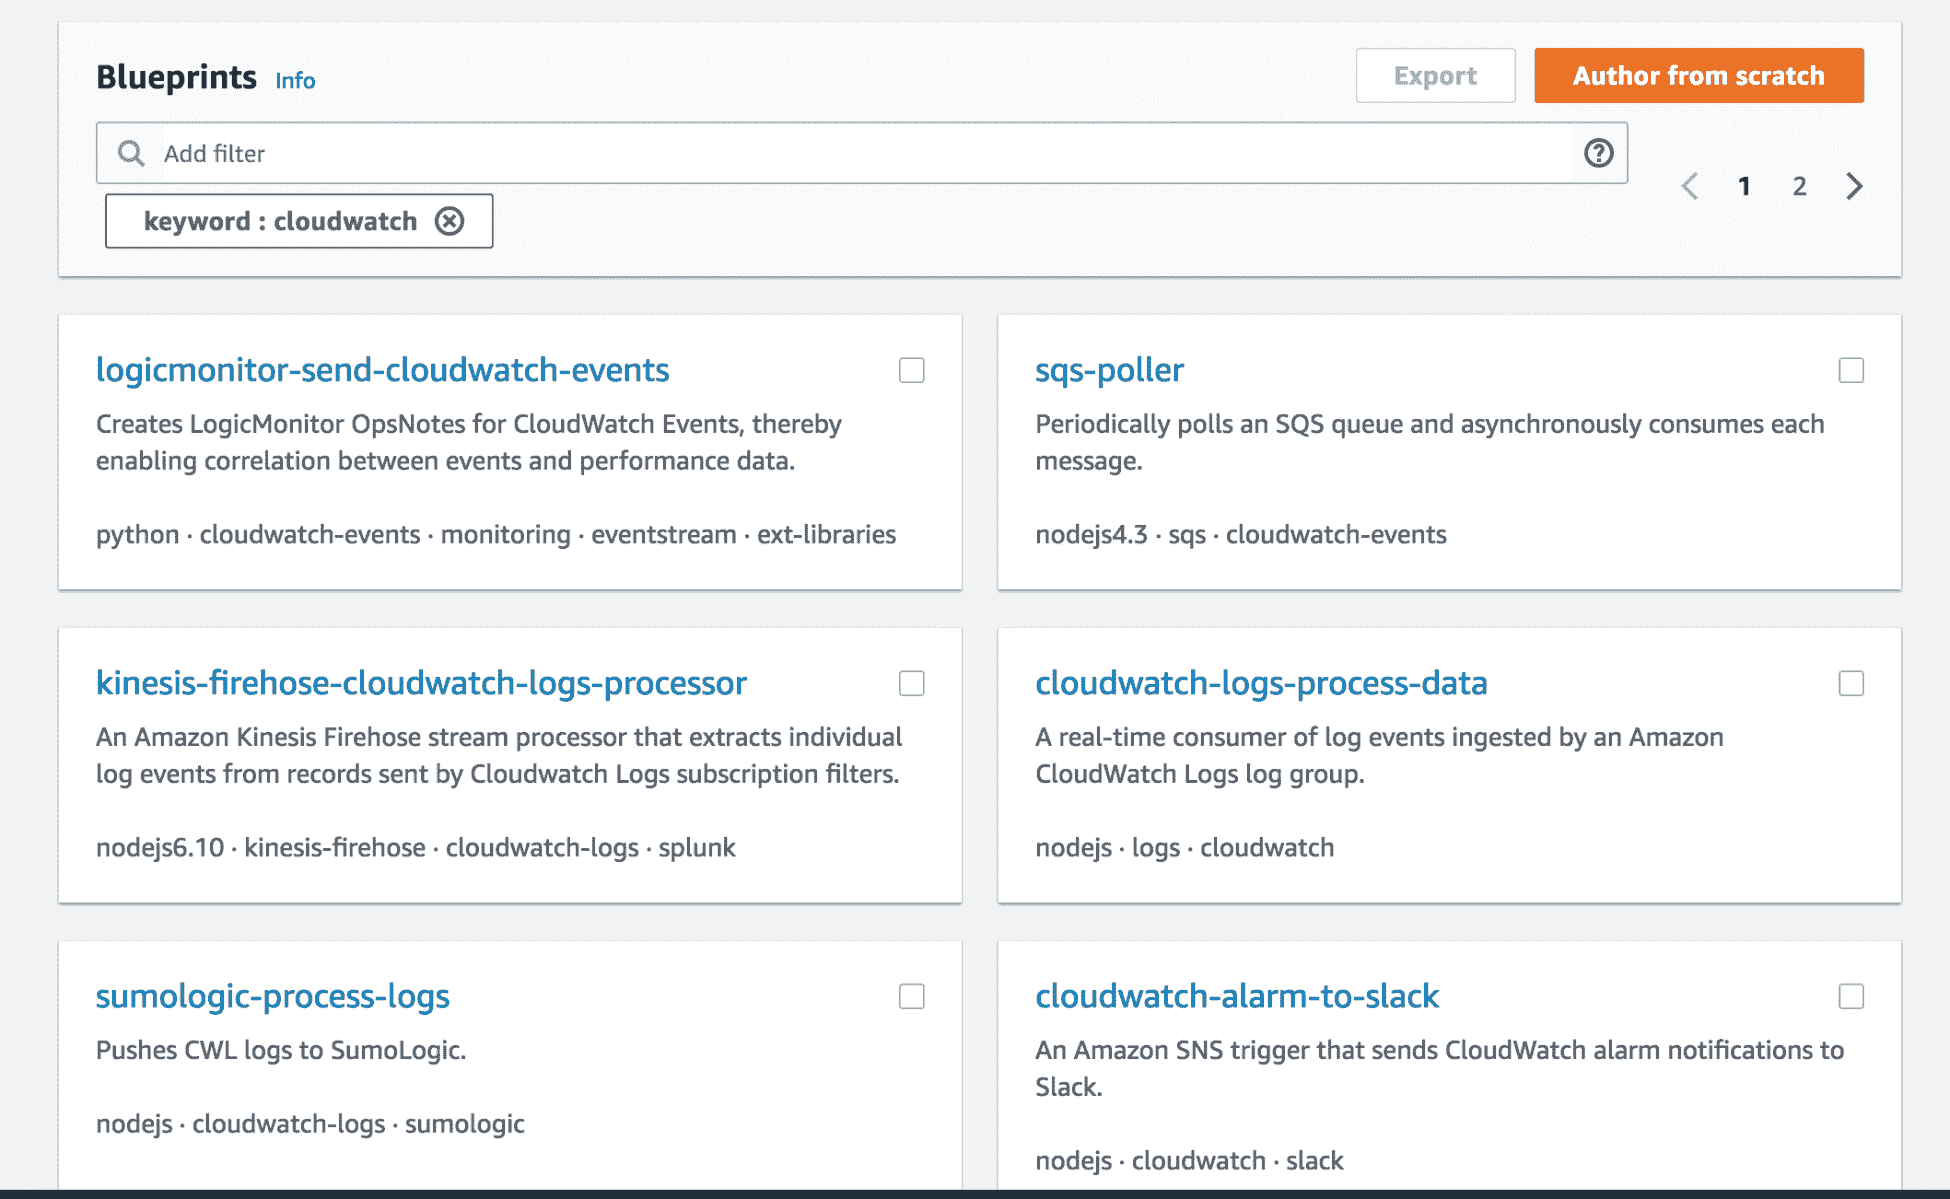 Blueprints Info
Export
Author from scratch
Add filter
keyword : cloudwatch
1 2
logicmonitor-send-cloudwatch-events
Creates LogicMonitor OpsNotes for CloudWatch Events, thereby
enabling correlation between events and performance data.
python · cloudwatch-events · monitoring · eventstream · ext-libraries
sqs-poller
Periodically polls an SQS queue and asynchronously consumes each
message.
nodejs4.3 · sqs · cloudwatch-events
kinesis-firehose-cloudwatch-logs-processor
An Amazon Kinesis Firehose stream processor that extracts individual
log events from records sent by Cloudwatch Logs subscription filters.
nodejs6.10 · kinesis-firehose · cloudwatch-logs · splunk
cloudwatch-logs-process-data
A real-time consumer of log events ingested by an Amazon
CloudWatch Logs log group.
nodejs · logs · cloudwatch
sumologic-process-logs
Pushes CWL logs to SumoLogic.
nodejs · cloudwatch-logs · sumologic
cloudwatch-alarm-to-slack
An Amazon SNS trigger that sends CloudWatch alarm notifications to
Slack.
nodejs · cloudwatch · slack